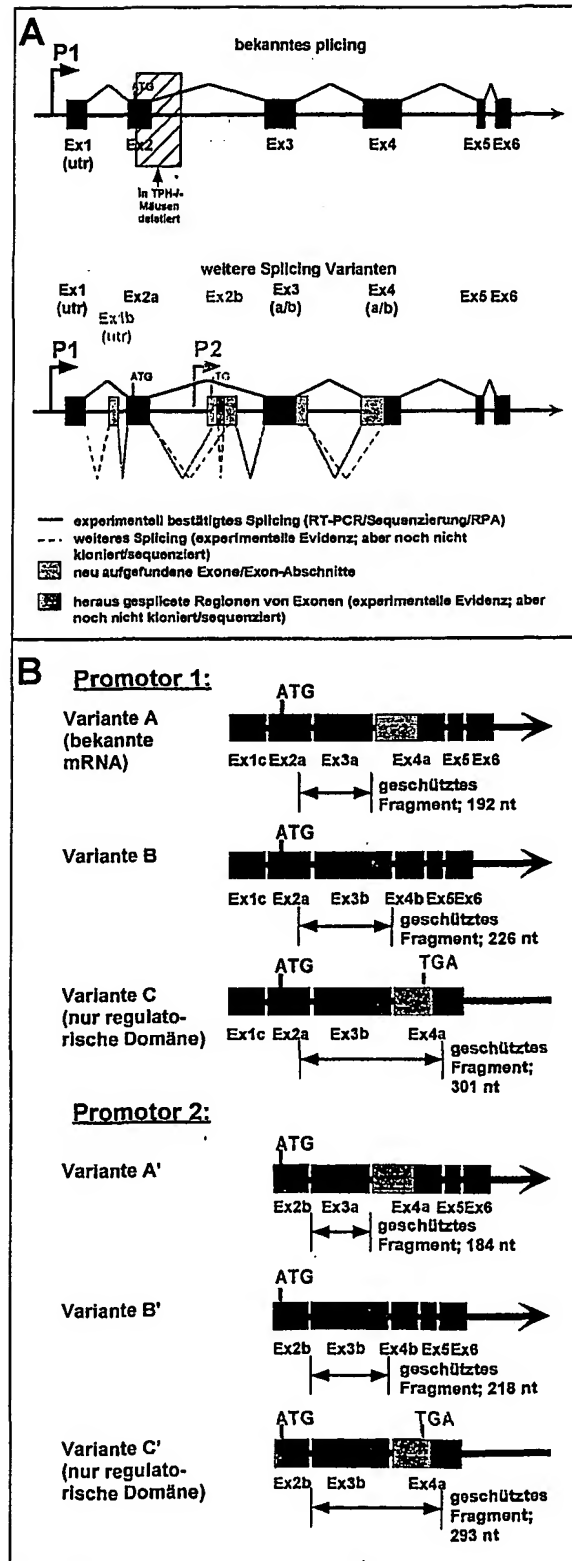 A
bekanntes plicing
P1
ATG
Ex1
(utr)
Ex2
Ex3
Ex4
Ex5 Ex6
in TPH-/-
Mäusen
deletiert
weitere Splicing Varianten
Ex1
(utr)
Ex1b
(utr)
Ex2a
Ex2b
Ex3
(a/b)
Ex4
(a/b)
Ex5 Ex6
P1
ATG
P2
TG
experimentell bestätigtes Splicing (RT-PCR/Sequenzierung/RPA)
weiteres Splicing (experimentelle Evidenz; aber noch nicht
kloniert/sequenziert)
neu aufgefundene Exone/Exon-Abschnitte
heraus gesplicete Regionen von Exonen (experimentelle Evidenz; aber
noch nicht kloniert/sequenziert)
B
Promotor 1:
ATG
Variante A
(bekannte
mRNA)
Ex1c Ex2a Ex3a Ex4a Ex5 Ex6
geschütztes
Fragment; 192 nt
ATG
Variante B
Ex1c Ex2a Ex3b Ex4b Ex5Ex6
geschütztes
Fragment; 226 nt
ATG
TGA
Variante C
(nur regulato-
rische Domäne)
Ex1c Ex2a Ex3b Ex4a
geschütztes
Fragment;
301 nt
Promotor 2:
ATG
Variante A'
Ex2b Ex3a Ex4a Ex5Ex6
geschütztes
Fragment; 184 nt
ATG
Variante B'
Ex2b Ex3b Ex4b Ex5Ex6
geschütztes
Fragment; 218 nt
ATG
TGA
Variante C'
(nur regulato-
rische Domäne)
Ex2b Ex3b Ex4a
geschütztes
Fragment;
293 nt